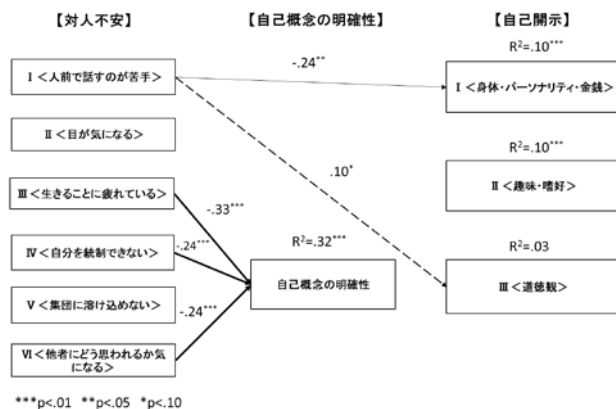 【対人不安】
【自己概念の明確性】
【自己開示】
R²=.10***
Ⅰ＜人前で話すのが苦手＞
-.24**
Ⅰ＜身体・パーソナリティ・金銭＞
Ⅱ＜目が気になる＞
R²=.10***
.10*
Ⅱ＜趣味・嗜好＞
Ⅲ＜生きることに疲れている＞
-.33***
R²=.32***
R²=.03
Ⅳ＜自分を統制できない＞
-.24***
自己概念の明確性
Ⅲ＜道徳観＞
Ⅴ＜集団に溶け込めない＞
-.24***
Ⅵ＜他者にどう思われるか気
になる＞
***p<.01 **p<.05 *p<.10